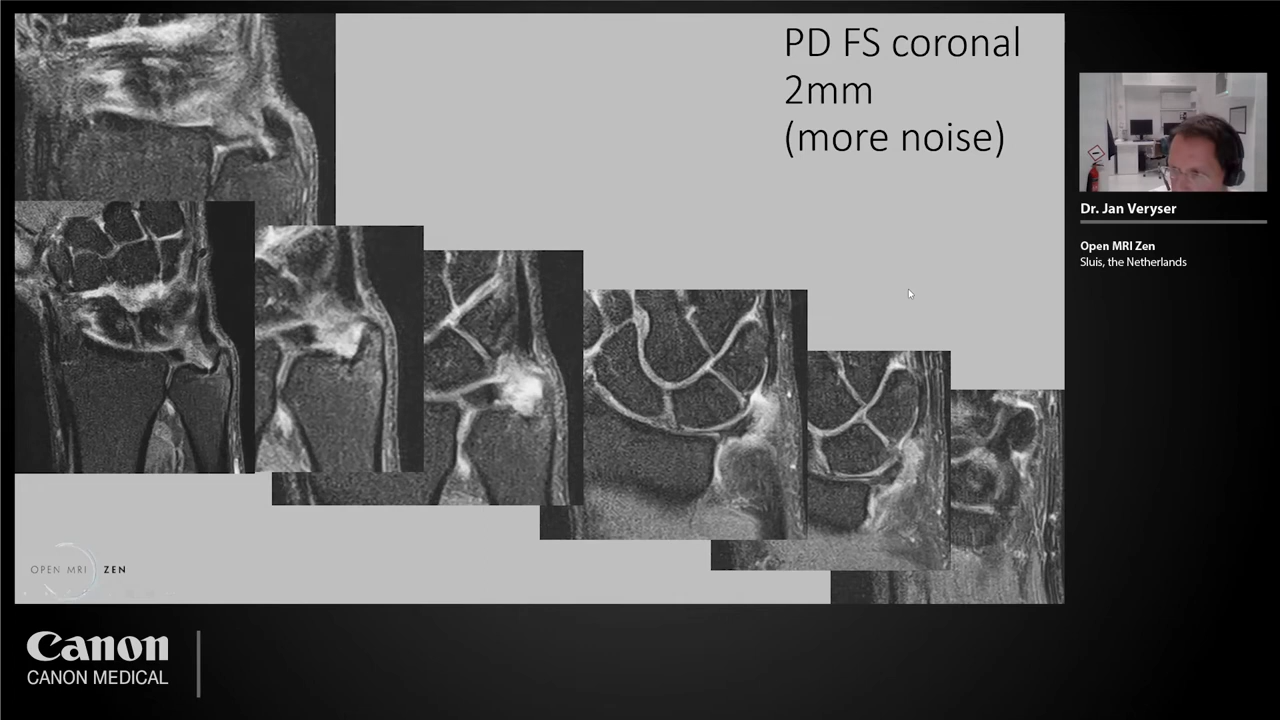 PD FS coronal
2mm
(more noise)
Dr. Jan Veryser
Open MRI Zen
Sluis, the Netherlands
OPEN MRI ZEN
Canon
CANON MEDICAL